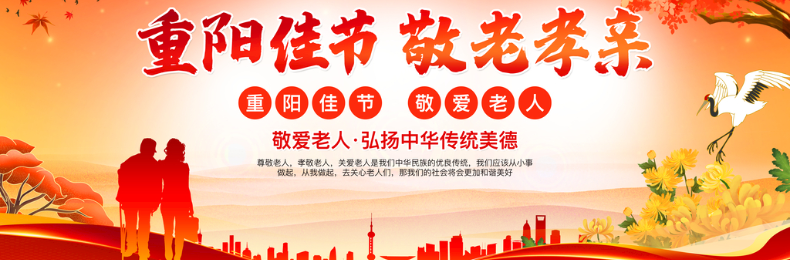 重阳佳节 敬老孝亲
重阳佳节 敬爱老人
敬爱老人·弘扬中华传统美德
尊敬老人，孝敬老人，关爱老人是我们中华民族的优良传统，我们应该从小事
做起，从我做起，去关心老人们，那我们的社会将会更加和谐美好